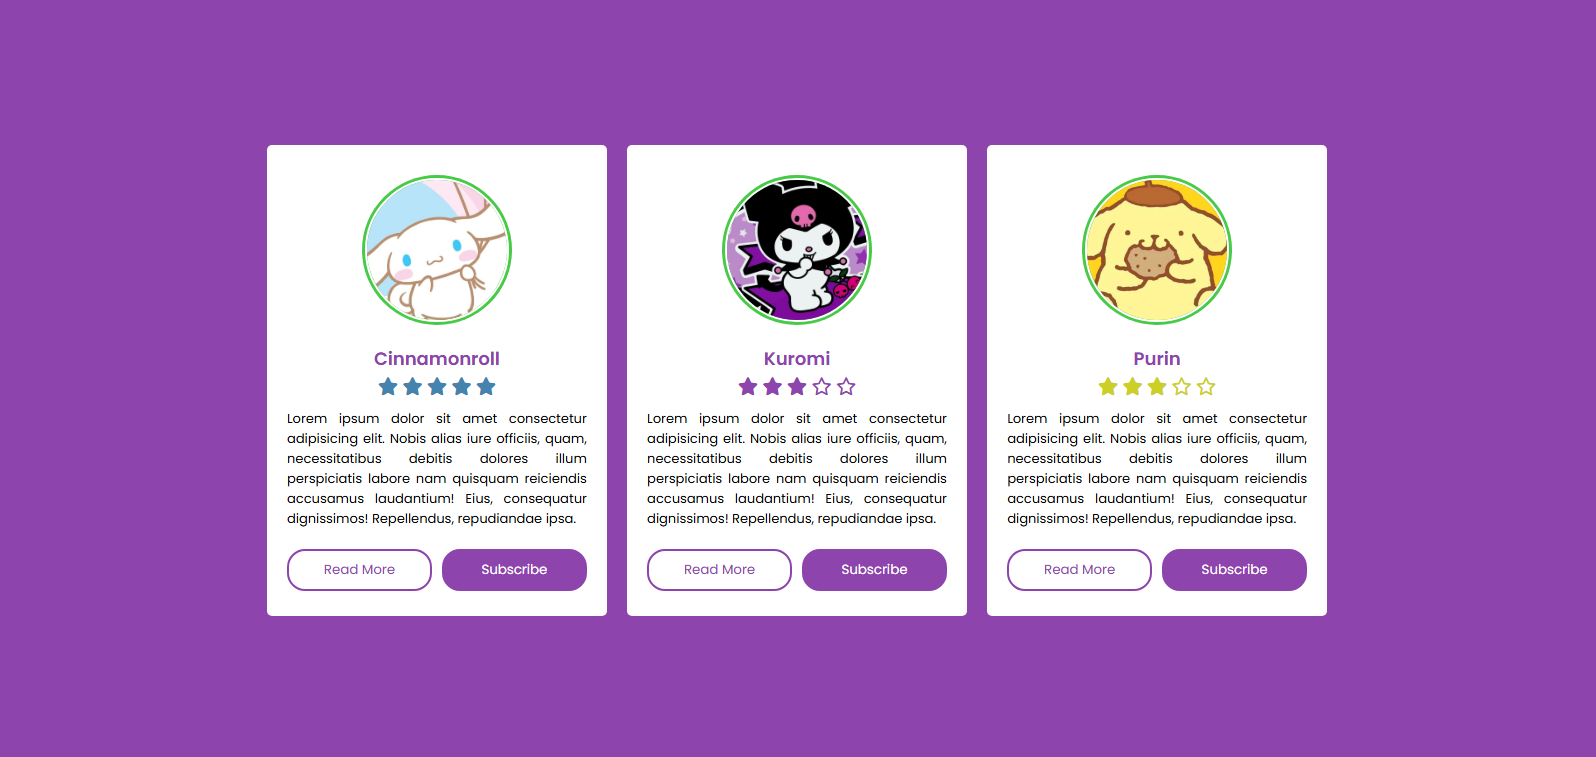 Cinnamonroll
Lorem ipsum dolor sit amet consectetur
adipisicing elit. Nobis alias iure officiis, quam,
necessitatibus debitis dolores illum
perspiciatis labore nam quisquam reiciendis
accusamus laudantium! Eius, consequatur
dignissimos! Repellendus, repudiandae ipsa.
Read More
Subscribe
Kuromi
Lorem ipsum dolor sit amet consectetur
adipisicing elit. Nobis alias iure officiis, quam,
necessitatibus debitis dolores illum
perspiciatis labore nam quisquam reiciendis
accusamus laudantium! Eius, consequatur
dignissimos! Repellendus, repudiandae ipsa.
Read More
Subscribe
Purin
Lorem ipsum dolor sit amet consectetur
adipisicing elit. Nobis alias iure officiis, quam,
necessitatibus debitis dolores illum
perspiciatis labore nam quisquam reiciendis
accusamus laudantium! Eius, consequatur
dignissimos! Repellendus, repudiandae ipsa.
Read More
Subscribe